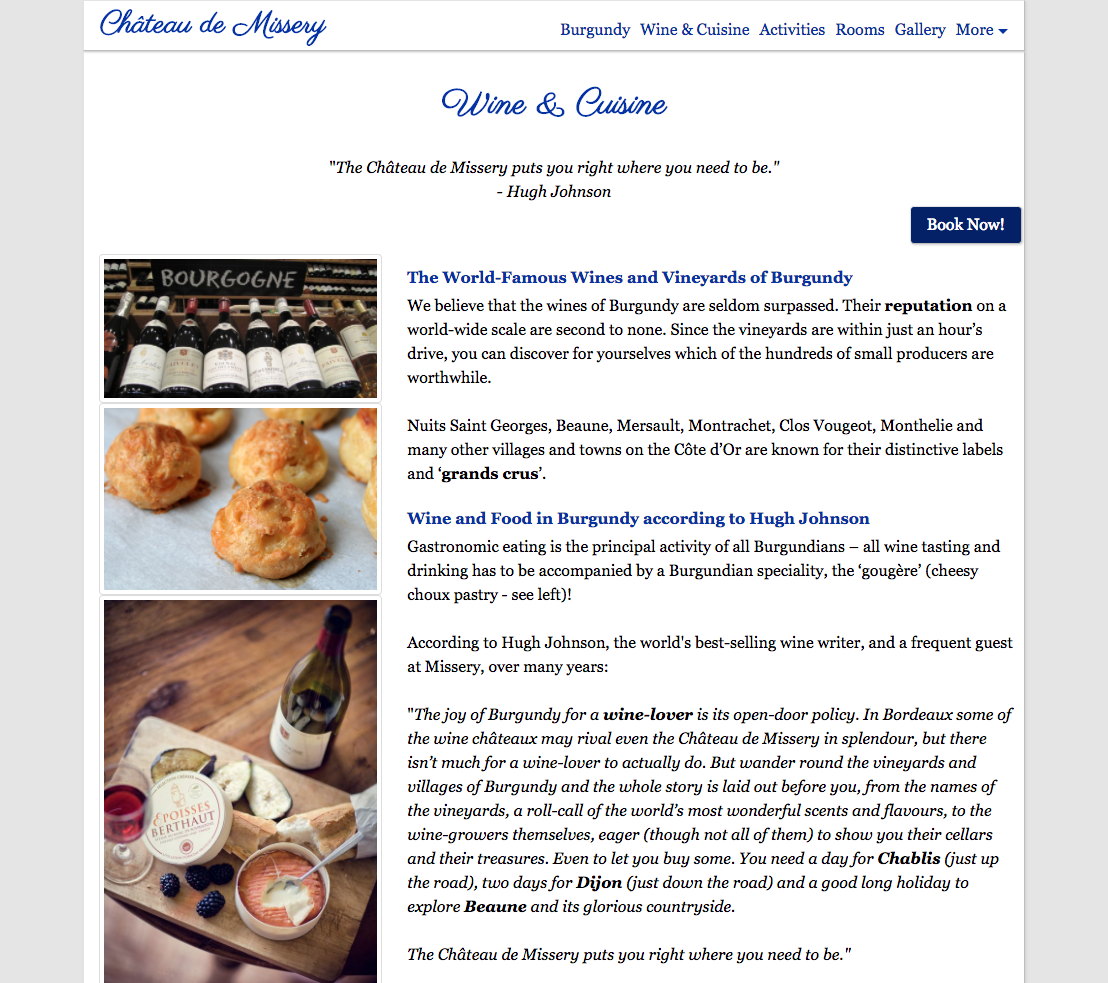 Château de Missery
Burgundy Wine & Cuisine Activities Rooms Gallery More
Wine & Cuisine
"The Château de Missery puts you right where you need to be."
- Hugh Johnson
Book Now!
BOURGOGNE
ÉPOISSES
BERTHAUT
The World-Famous Wines and Vineyards of Burgundy
We believe that the wines of Burgundy are seldom surpassed. Their reputation on a
world-wide scale are second to none. Since the vineyards are within just an hour’s
drive, you can discover for yourselves which of the hundreds of small producers are
worthwhile.
Nuits Saint Georges, Beaune, Mersault, Montrachet, Clos Vougeot, Monthelie and
many other villages and towns on the Côte d’Or are known for their distinctive labels
and ‘grands crus’.
Wine and Food in Burgundy according to Hugh Johnson
Gastronomic eating is the principal activity of all Burgundians – all wine tasting and
drinking has to be accompanied by a Burgundian speciality, the ‘gougère’ (cheesy
choux pastry - see left)!
According to Hugh Johnson, the world's best-selling wine writer, and a frequent guest
at Missery, over many years:
"The joy of Burgundy for a wine-lover is its open-door policy. In Bordeaux some of
the wine châteaux may rival even the Château de Missery in splendour, but there
isn’t much for a wine-lover to actually do. But wander round the vineyards and
villages of Burgundy and the whole story is laid out before you, from the names of
the vineyards, a roll-call of the world’s most wonderful scents and flavours, to the
wine-growers themselves, eager (though not all of them) to show you their cellars
and their treasures. Even to let you buy some. You need a day for Chablis (just up
the road), two days for Dijon (just down the road) and a good long holiday to
explore Beaune and its glorious countryside.
The Château de Missery puts you right where you need to be."